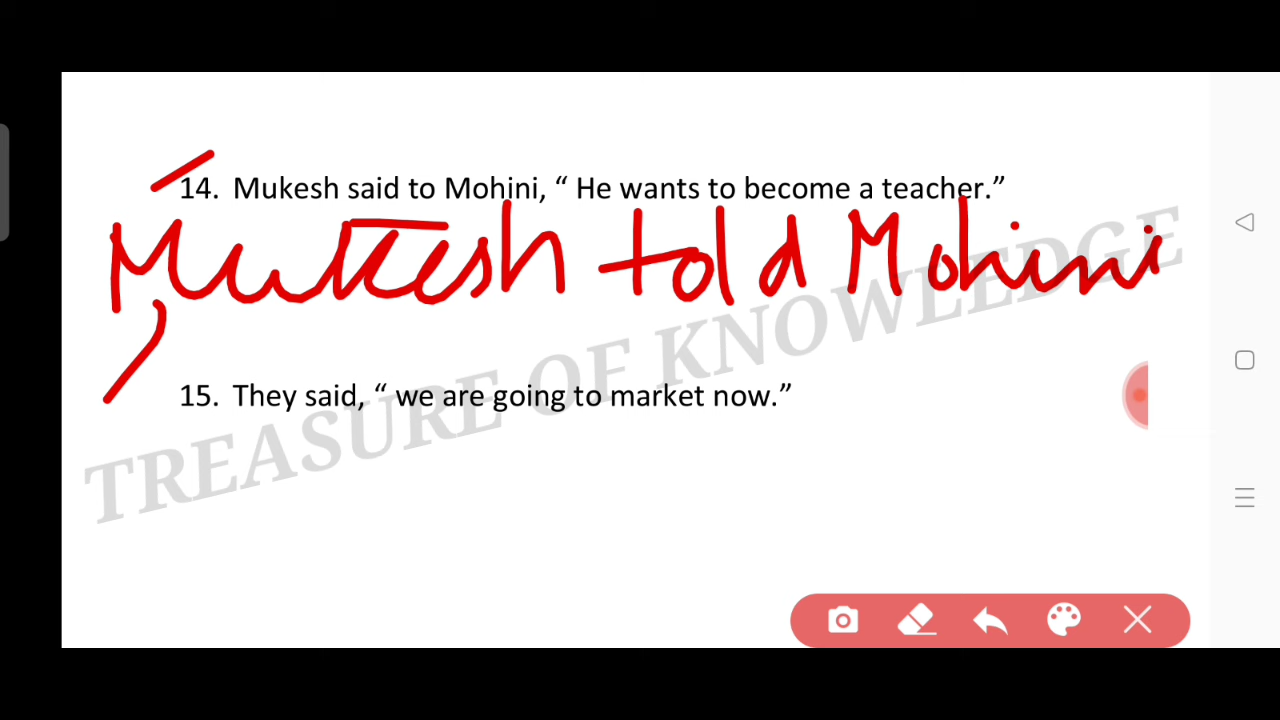 14. Mukesh said to Mohini, “ He wants to become a teacher.”
Mukesh told Mohini
15. They said, “ we are going to market now.”
TREASURE OF KNOWLEDGE